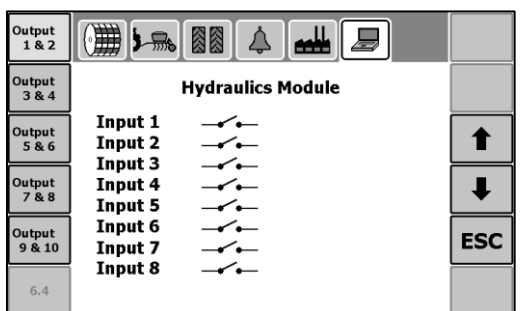 Output
1 & 2
Output
3 & 4
Output
5 & 6
Output
7 & 8
Output
9 & 10
6.4
Hydraulics Module
Input 1
Input 2
Input 3
Input 4
Input 5
Input 6
Input 7
Input 8
ESC